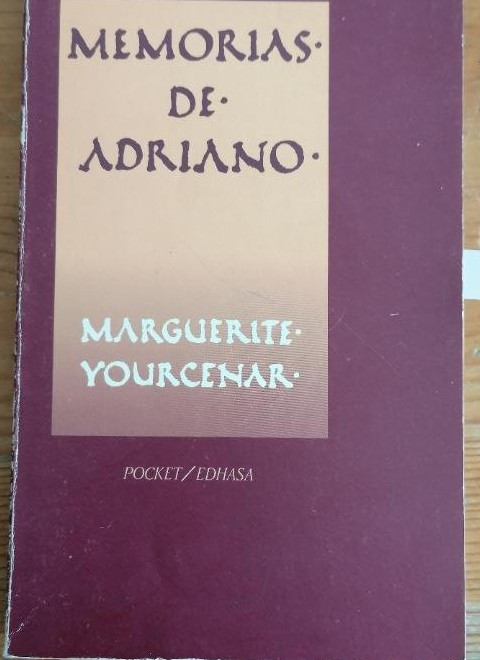 MEMORIAS·
DE·
ADRIANO·
MARGUERITE·
YOURCENAR·
POCKET/EDHASA